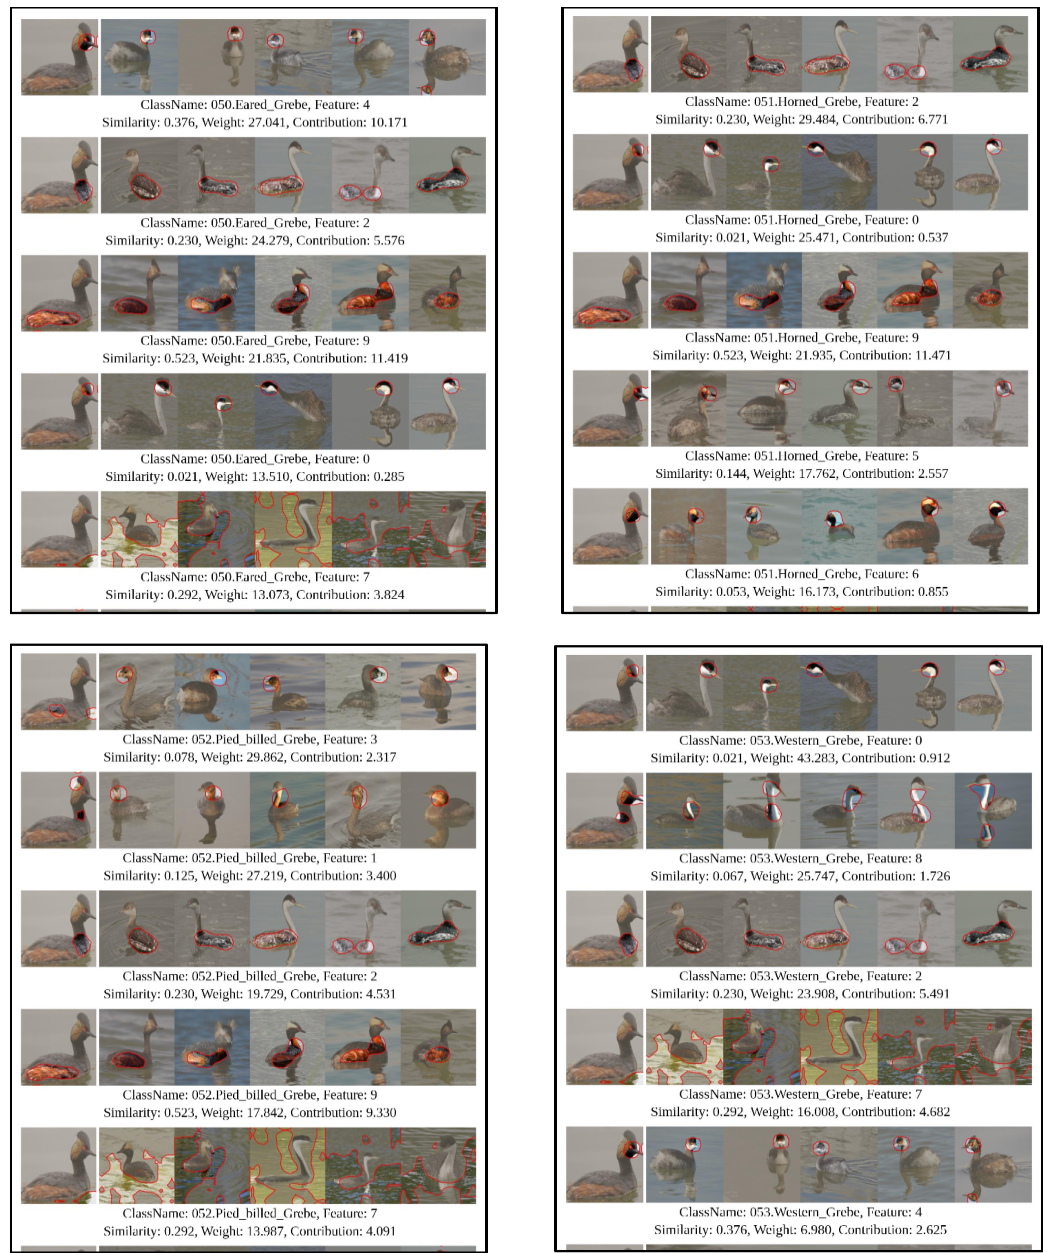 ClassName: 050.Eared_Grebe, Feature: 4
Similarity: 0.376, Weight: 27.041, Contribution: 10.171
ClassName: 050.Eared_Grebe, Feature: 2
Similarity: 0.230, Weight: 24.279, Contribution: 5.576
ClassName: 050.Eared_Grebe, Feature: 9
Similarity: 0.523, Weight: 21.835, Contribution: 11.419
ClassName: 050.Eared_Grebe, Feature: 0
Similarity: 0.021, Weight: 13.510, Contribution: 0.285
ClassName: 050.Eared_Grebe, Feature: 7
Similarity: 0.292, Weight: 13.073, Contribution: 3.824
ClassName: 051.Horned_Grebe, Feature: 2
Similarity: 0.230, Weight: 29.484, Contribution: 6.771
ClassName: 051.Horned_Grebe, Feature: 0
Similarity: 0.021, Weight: 25.471, Contribution: 0.537
ClassName: 051.Horned_Grebe, Feature: 9
Similarity: 0.523, Weight: 21.935, Contribution: 11.471
ClassName: 051.Horned_Grebe, Feature: 5
Similarity: 0.144, Weight: 17.762, Contribution: 2.557
ClassName: 051.Horned_Grebe, Feature: 6
Similarity: 0.053, Weight: 16.173, Contribution: 0.855
ClassName: 052.Pied_billed_Grebe, Feature: 3
Similarity: 0.078, Weight: 29.862, Contribution: 2.317
ClassName: 052.Pied_billed_Grebe, Feature: 1
Similarity: 0.125, Weight: 27.219, Contribution: 3.400
ClassName: 052.Pied_billed_Grebe, Feature: 2
Similarity: 0.230, Weight: 19.729, Contribution: 4.531
ClassName: 052.Pied_billed_Grebe, Feature: 9
Similarity: 0.523, Weight: 17.842, Contribution: 9.330
ClassName: 052.Pied_billed_Grebe, Feature: 7
Similarity: 0.292, Weight: 13.987, Contribution: 4.091
ClassName: 053.Western_Grebe, Feature: 0
Similarity: 0.021, Weight: 43.283, Contribution: 0.912
ClassName: 053.Western_Grebe, Feature: 8
Similarity: 0.067, Weight: 25.747, Contribution: 1.726
ClassName: 053.Western_Grebe, Feature: 2
Similarity: 0.230, Weight: 23.908, Contribution: 5.491
ClassName: 053.Western_Grebe, Feature: 7
Similarity: 0.292, Weight: 16.008, Contribution: 4.682
ClassName: 053.Western_Grebe, Feature: 4
Similarity: 0.376, Weight: 6.980, Contribution: 2.625